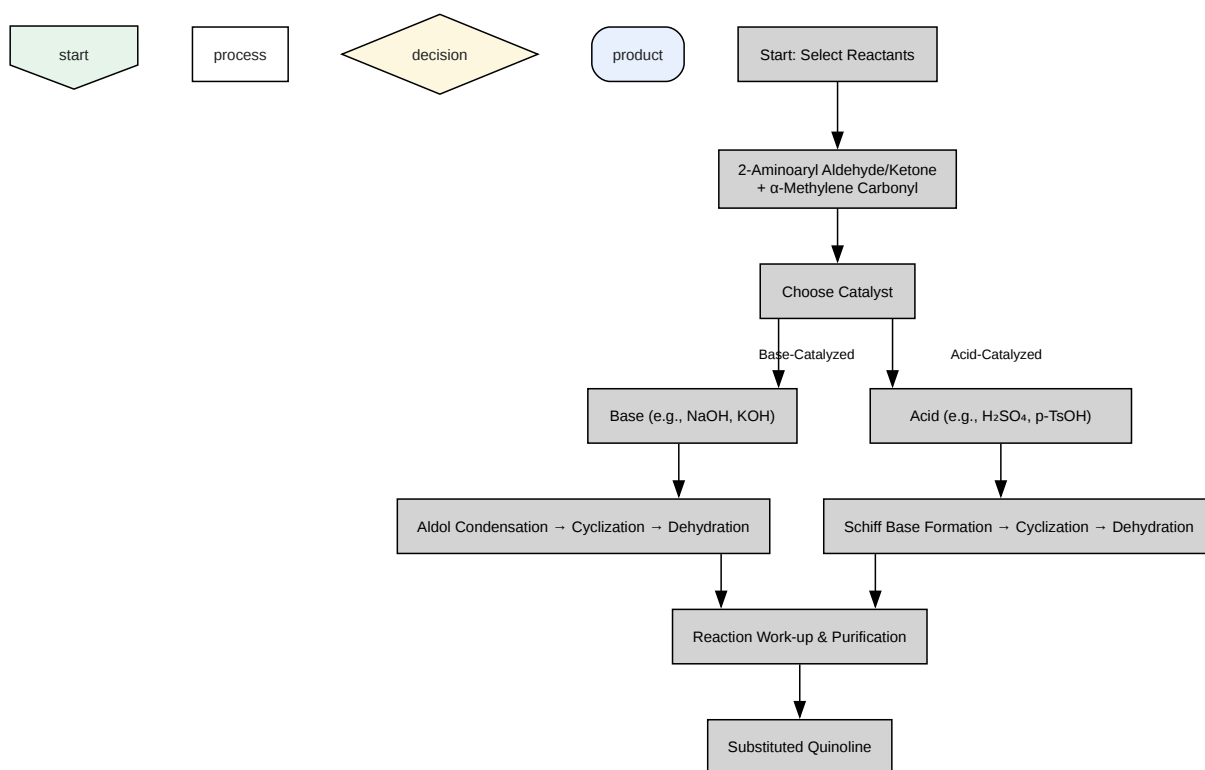 start
process
decision
product
Start: Select Reactants
2-Aminoaryl Aldehyde/Ketone
+ α-Methylene Carbonyl
Choose Catalyst
Base-Catalyzed
Acid-Catalyzed
Base (e.g., NaOH, KOH)
Acid (e.g., H₂SO₄, p-TsOH)
Aldol Condensation → Cyclization → Dehydration
Schiff Base Formation → Cyclization → Dehydration
Reaction Work-up & Purification
Substituted Quinoline